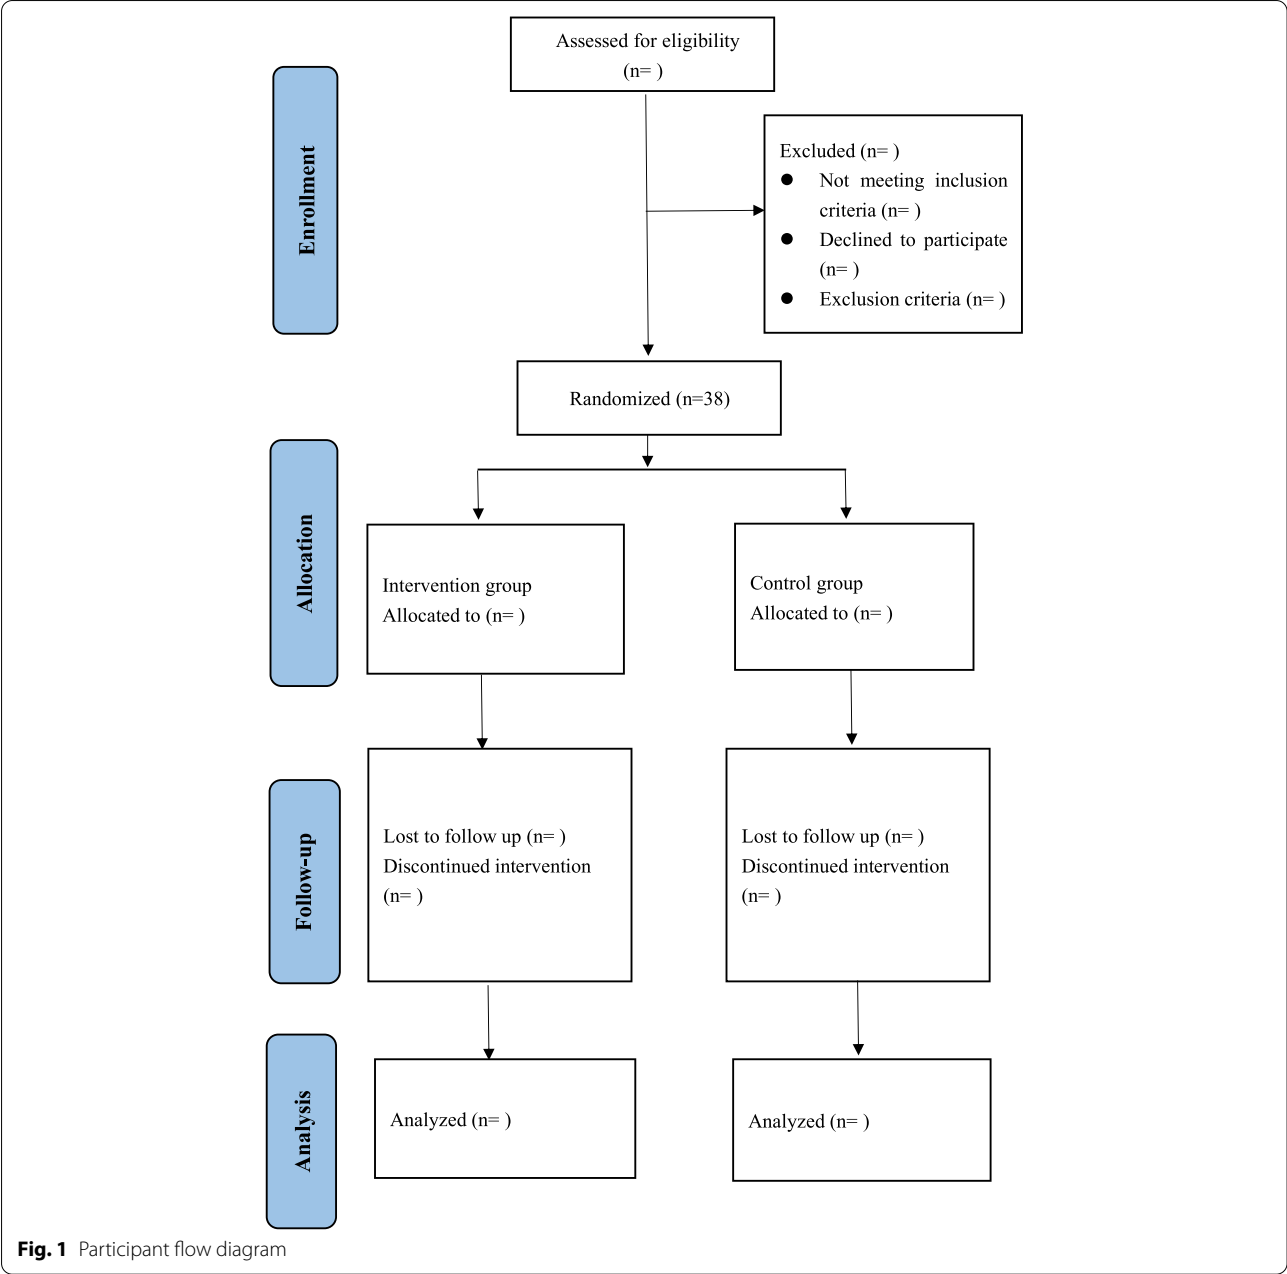 Assessed for eligibility
(n= )
Enrollment
Excluded (n= )
● Not meeting inclusion
criteria (n= )
● Declined to participate
(n= )
● Exclusion criteria (n= )
Randomized (n=38)
Allocation
Intervention group
Allocated to (n= )
Control group
Allocated to (n= )
Follow-up
Lost to follow up (n= )
Discontinued intervention
(n= )
Lost to follow up (n= )
Discontinued intervention
(n= )
Analysis
Analyzed (n= )
Analyzed (n= )
Fig. 1 Participant flow diagram